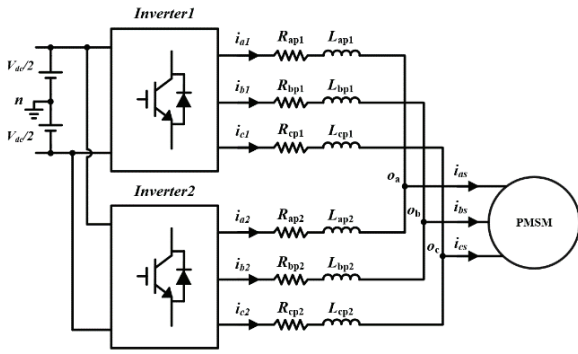 Inverter1
V_dc/2
n
V_dc/2
i_a1
R_ap1
L_ap1
i_b1
R_bp1
L_bp1
i_c1
R_cp1
L_cp1
o_a
i_as
o_b
i_bs
o_c
i_cs
PMSM
Inverter2
i_a2
R_ap2
L_ap2
i_b2
R_bp2
L_bp2
i_c2
R_cp2
L_cp2